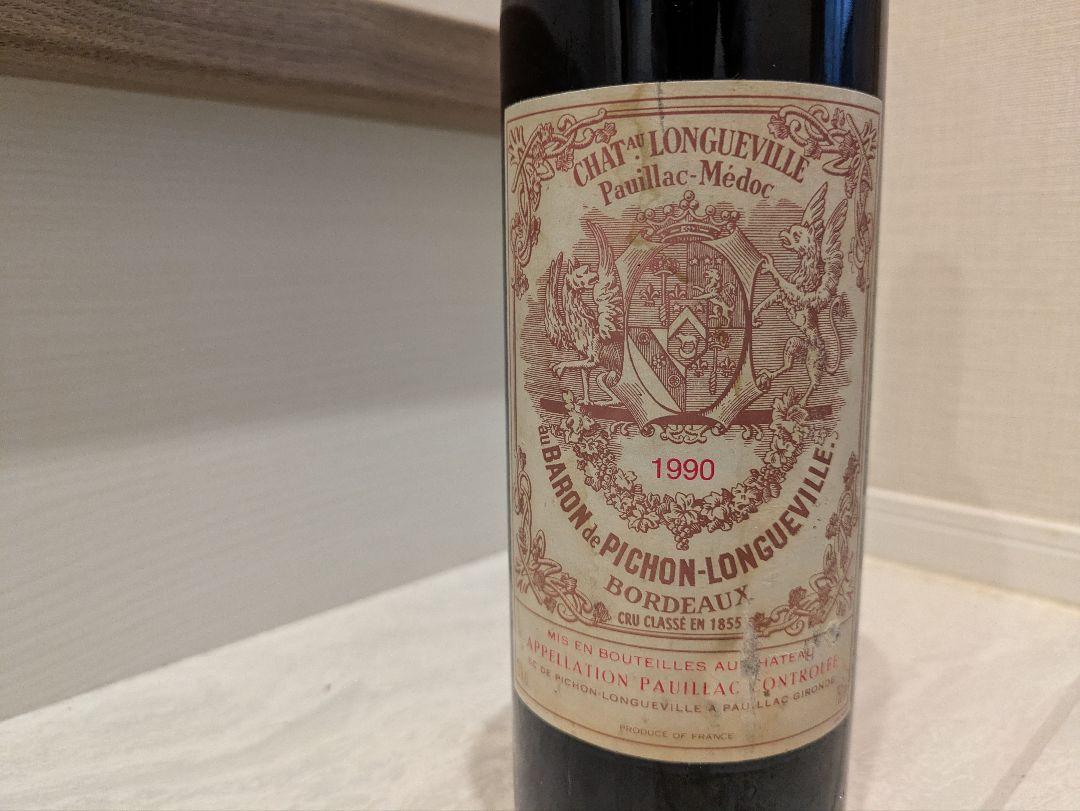 CHATAU LONGUEVILLE
Pauillac-Médoc
1990
au BARON de PICHON-LONGUEVILLE.
BORDEAUX
CRU CLASSÉ EN 1855
MIS EN BOUTEILLES AU CHATEAU
APPELLATION PAUILLAC CONTROLÉE
DE PICHON-LONGUEVILLE A PAUILLAC GIRONDE
PRODUCE OF FRANCE